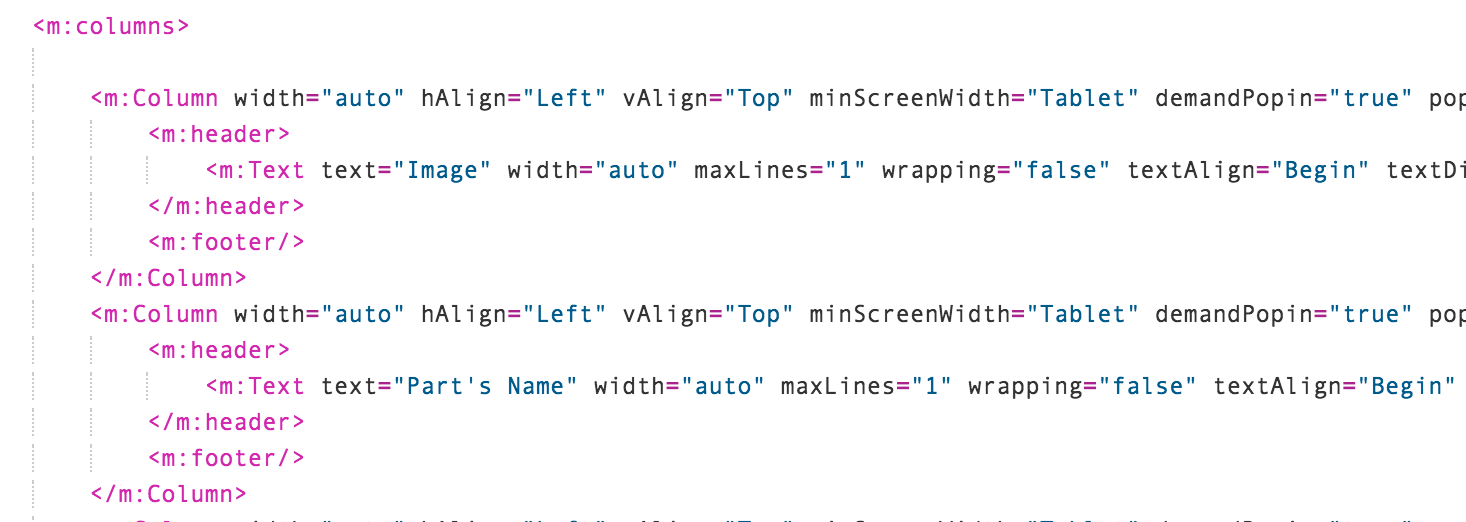 <m:columns>
<m:Column width="auto" hAlign="Left" vAlign="Top" minScreenWidth="Tablet" demandPopin="true" pop
<m:header>
<m:Text text="Image" width="auto" maxLines="1" wrapping="false" textAlign="Begin" textDi
</m:header>
<m:footer/>
</m:Column>
<m:Column width="auto" hAlign="Left" vAlign="Top" minScreenWidth="Tablet" demandPopin="true" pop
<m:header>
<m:Text text="Part's Name" width="auto" maxLines="1" wrapping="false" textAlign="Begin"
</m:header>
<m:footer/>
</m:Column>